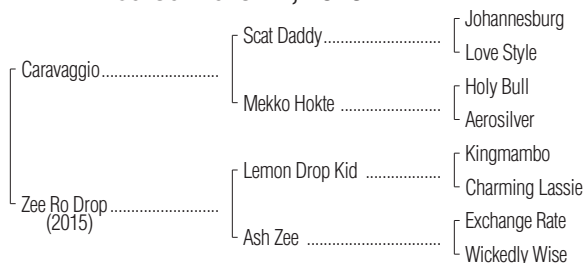 Johannesburg
Scat Daddy
Love Style
Caravaggio
Holy Bull
Mekko Hokte
Aerosilver
Kingmambo
Lemon Drop Kid
Charming Lassie
Zee Ro Drop
(2015)
Exchange Rate
Ash Zee
Wickedly Wise